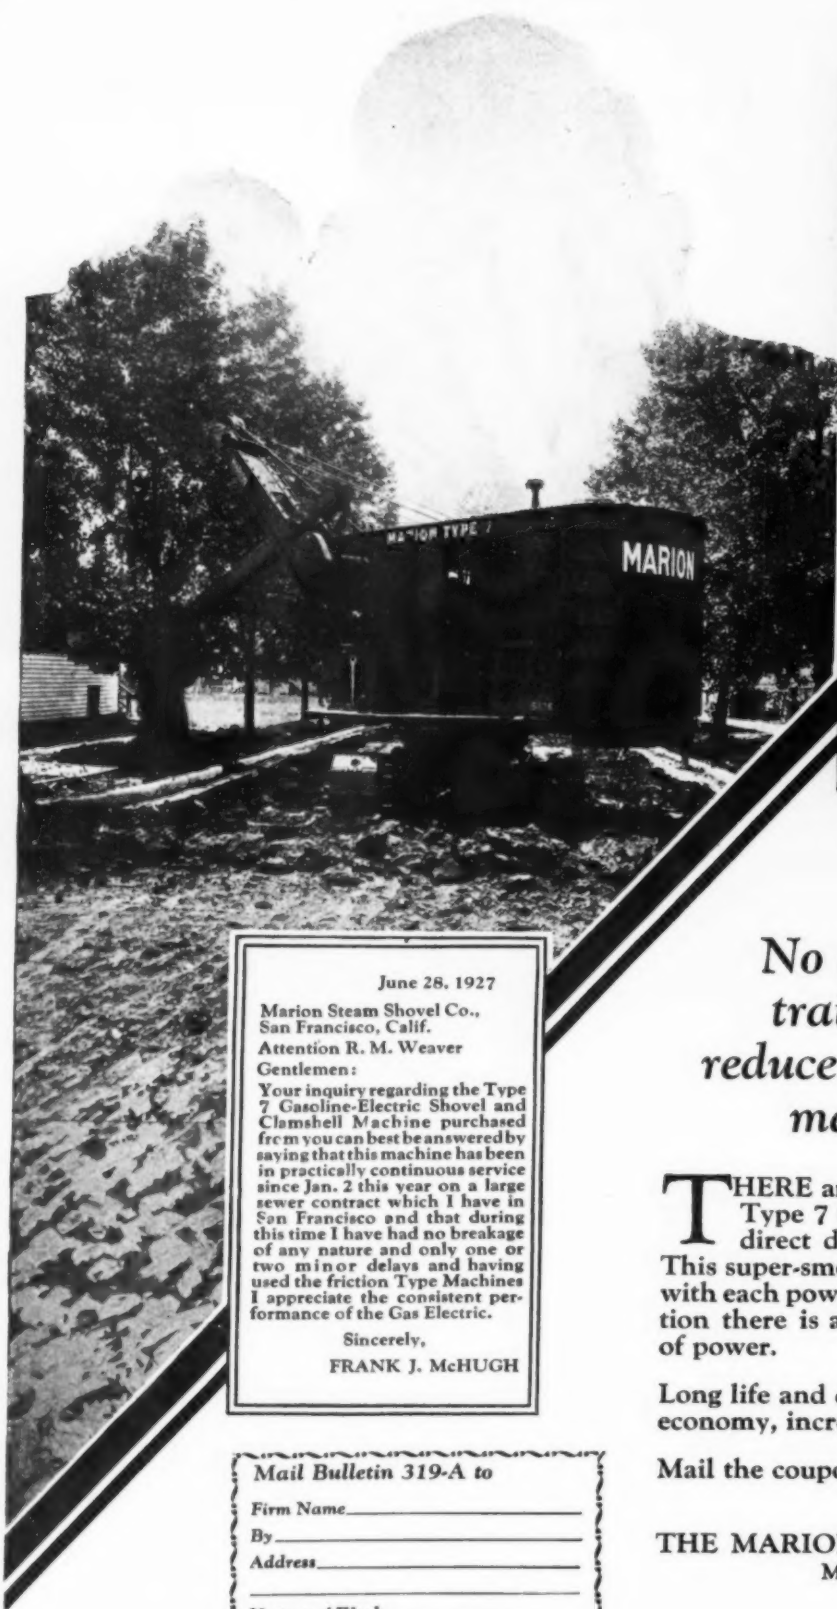 MARION TYPE 7
MARION
June 28, 1927
Marion Steam Shovel Co.,
San Francisco, Calif.
Attention R. M. Weaver
Gentlemen:
Your inquiry regarding the Type
7 Gasoline-Electric Shovel and
Clamshell Machine purchased
from you can best be answered by
saying that this machine has been
in practically continuous service
since Jan. 2 this year on a large
sewer contract which I have in
San Francisco and that during
this time I have had no breakage
of any nature and only one or
two minor delays and having
used the friction Type Machines
I appreciate the consistent per-
formance of the Gas Electric.
Sincerely,
FRANK J. McHUGH
Mail Bulletin 319-A to
Firm Name
By
Address
No
reduce
THERE
Type 7
direct d
This super-smo
with each pow
tion there is a
of power.
Long life and
economy, incr
Mail the coup
THE MARIO
M